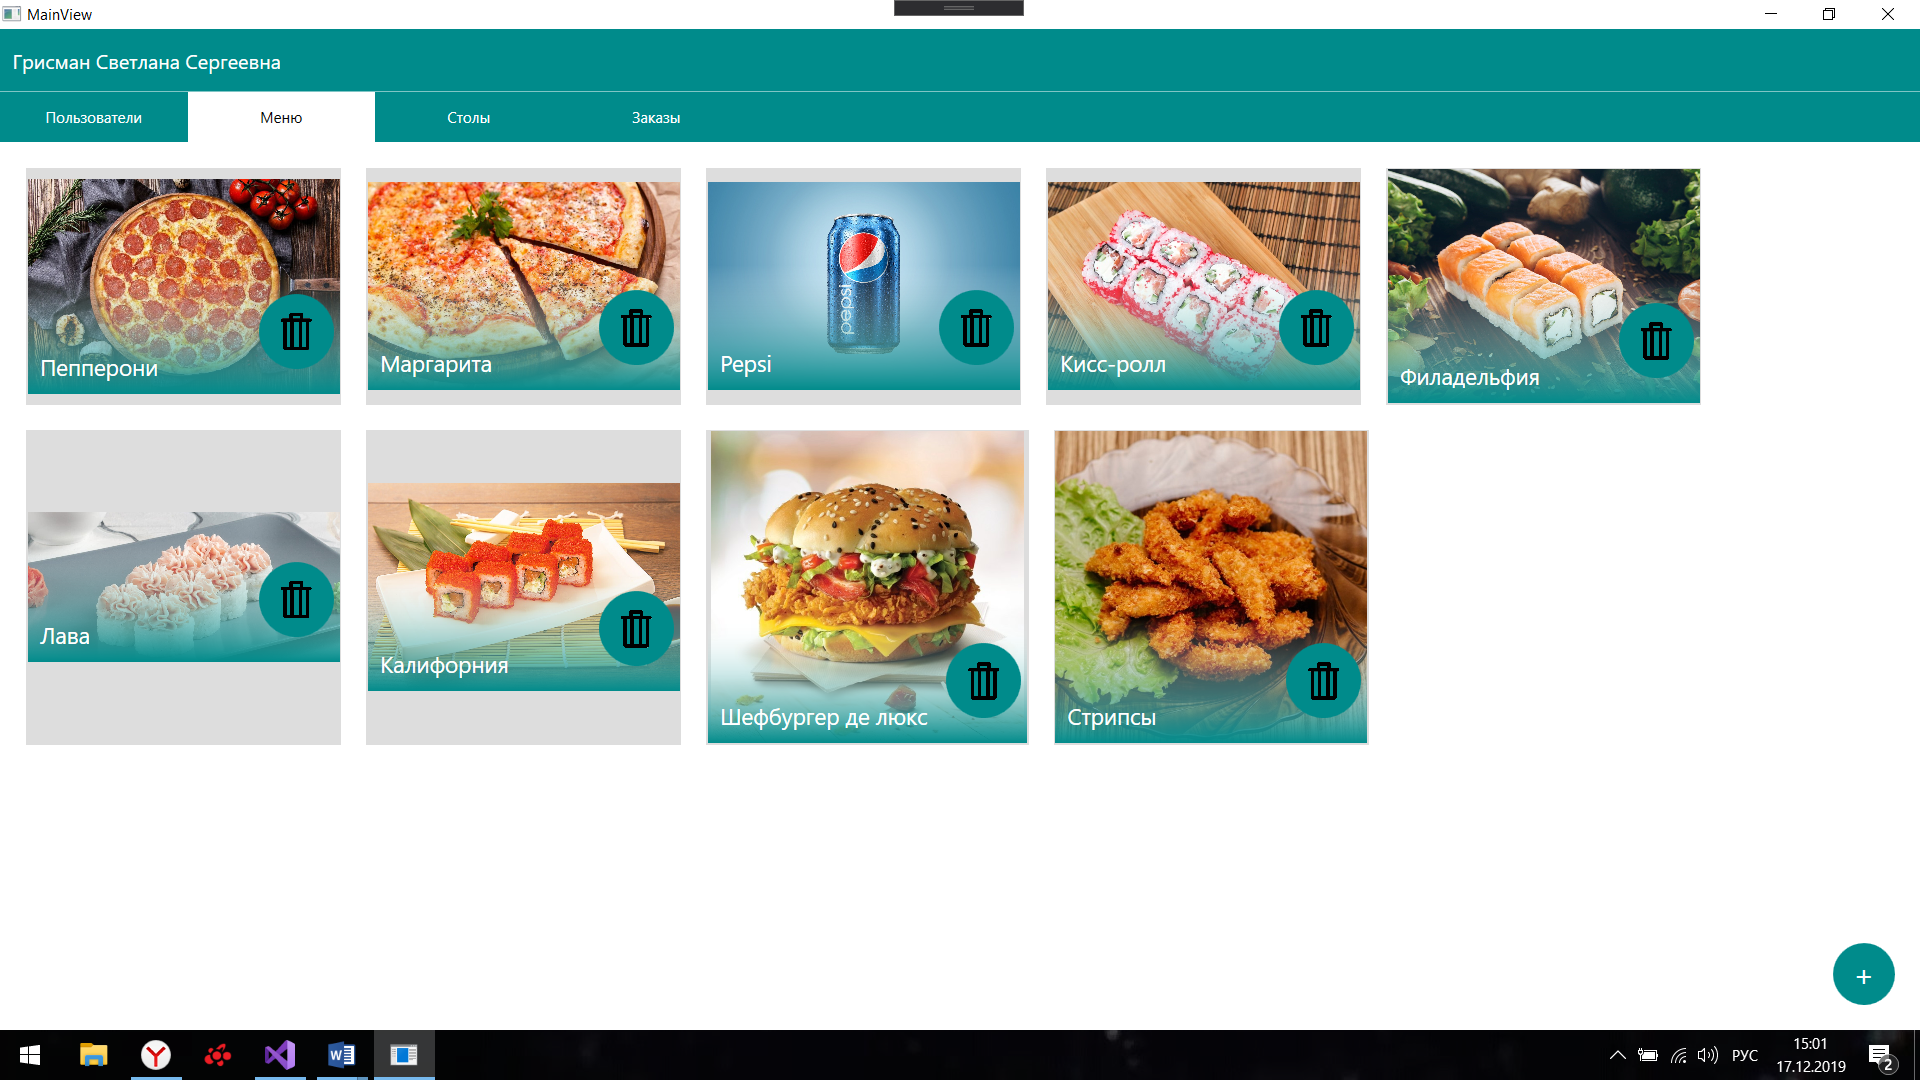 MainView
Грисман Светлана Сергеевна
Пользователи
Меню
Столы
Заказы
Пепперони
Маргарита
pepsi
Pepsi
Кисс-ролл
Филадельфия
Лава
Калифорния
Шефбургер де люкс
Стрипсы
+
РУС
15:01
17.12.2019
2